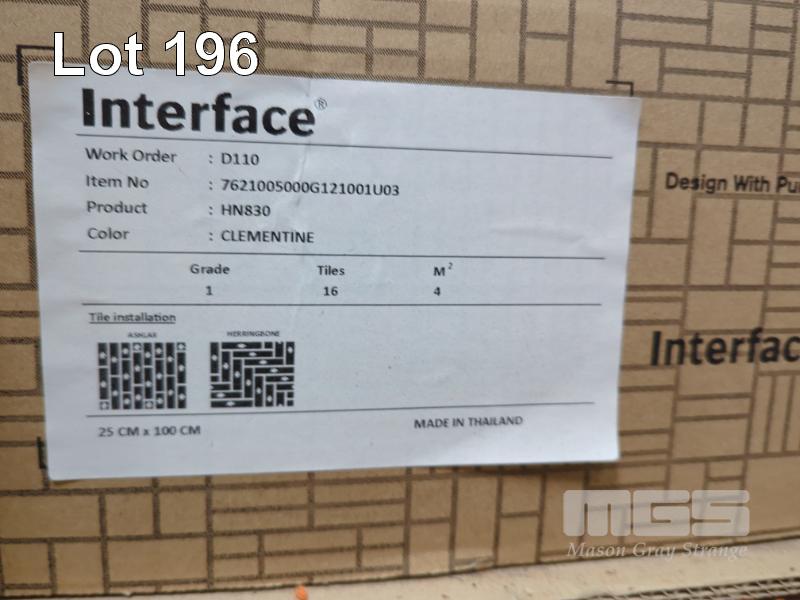 Lot 196
Interface®
Work Order : D110
Item No : 7621005000G121001U03
Product : HN830
Color : CLEMENTINE
Grade Tiles M²
1 16 4
Tile installation
ASHLAR HERRINGBONE
25 CM x 100 CM MADE IN THAILAND
Design With Pu
Interfac
MGS
Mason Gray Strange